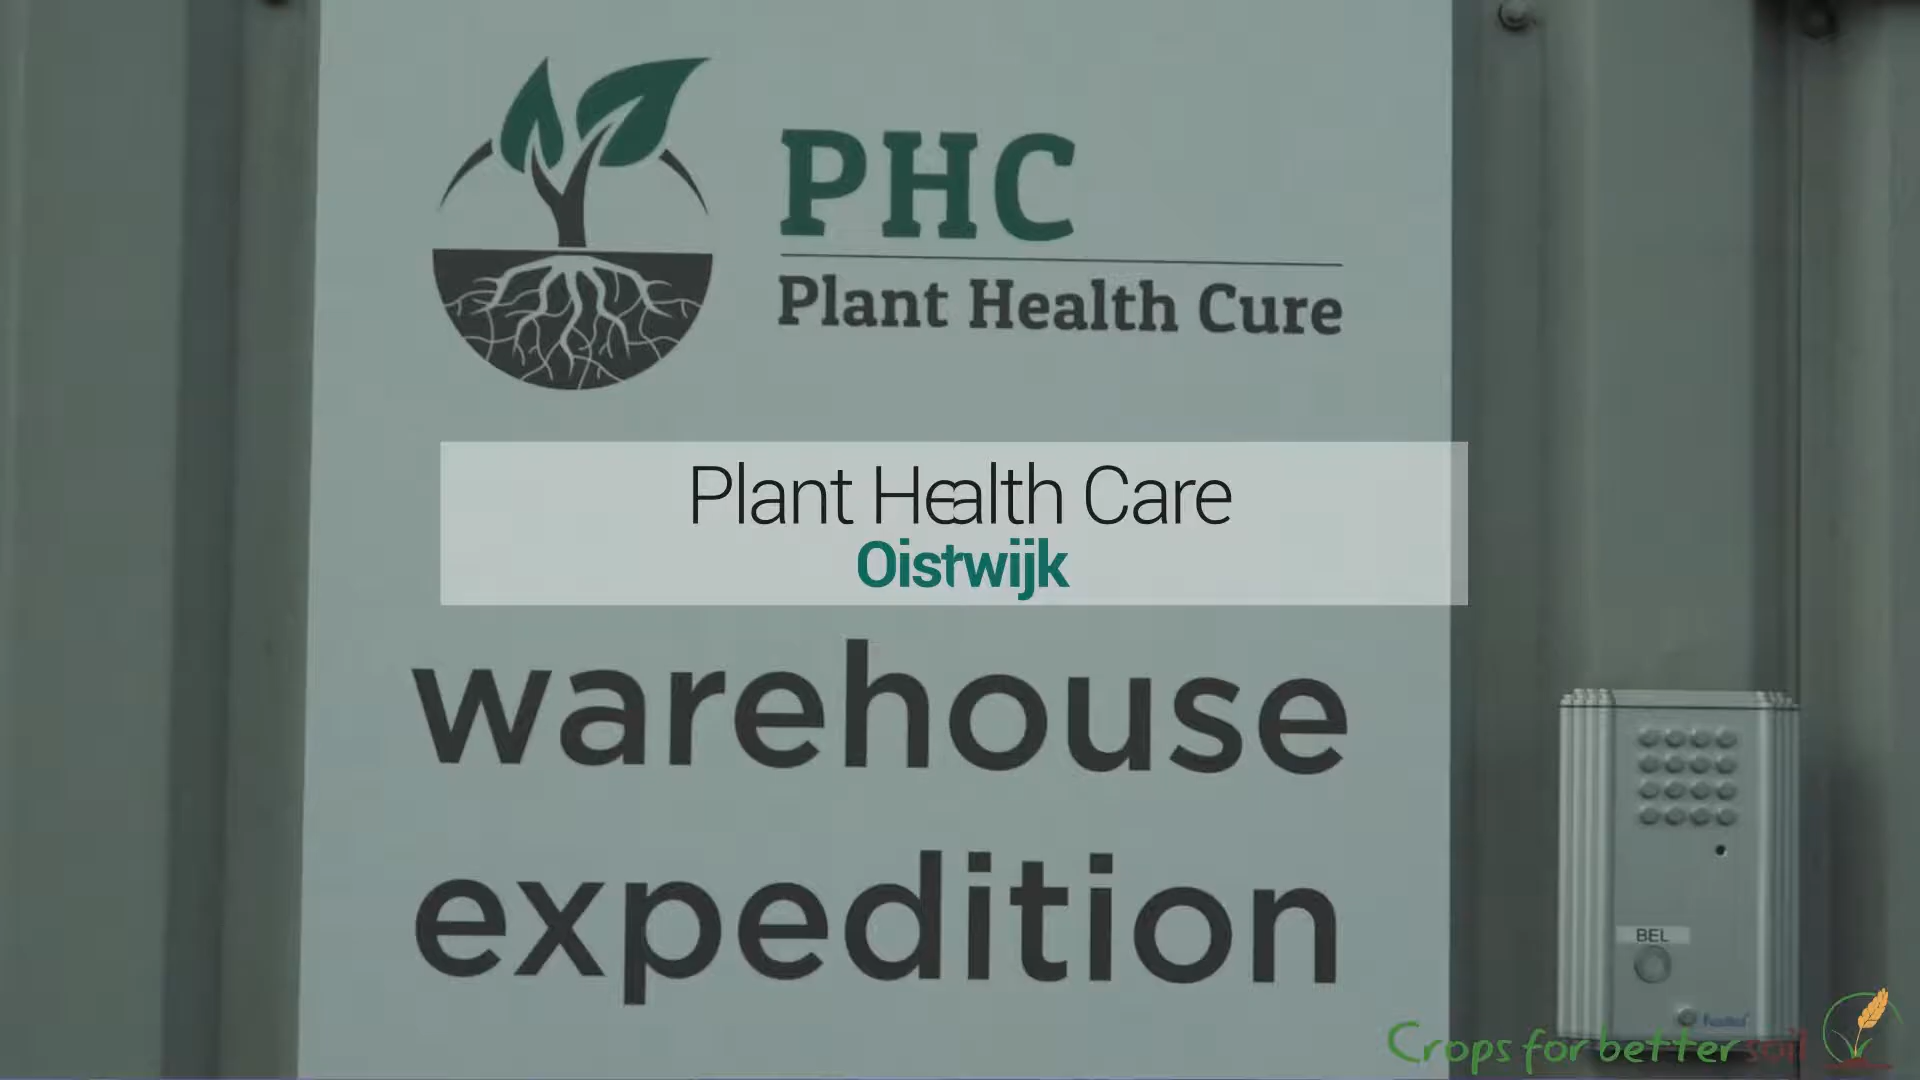 PHC
Plant Health Cure
Plant Health Care
Oistwijk
warehouse
expedition
BEL
Crops for better soil